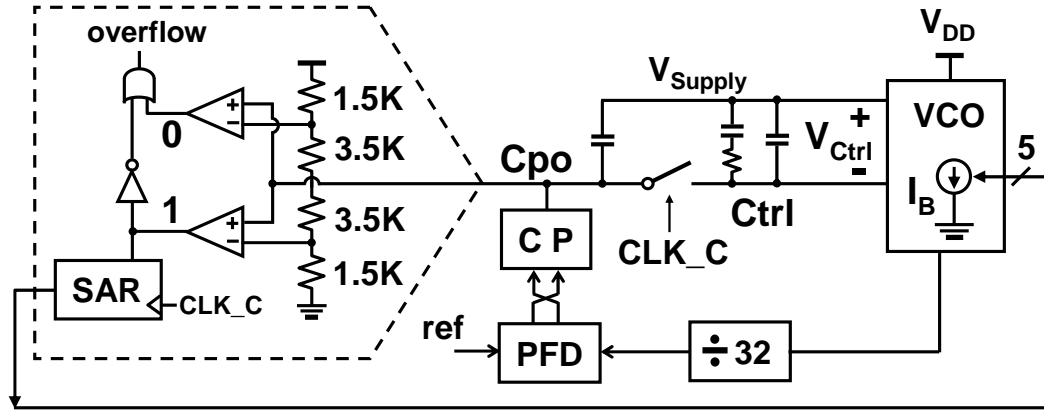 overflow
V_DD
1.5K
V_Supply
0
VCO
+
-
3.5K
+
V_Ctrl
-
5
Cpo
I_B
1
+
-
3.5K
Ctrl
C P
CLK_C
SAR
CLK_C
1.5K
ref
PFD
÷ 32